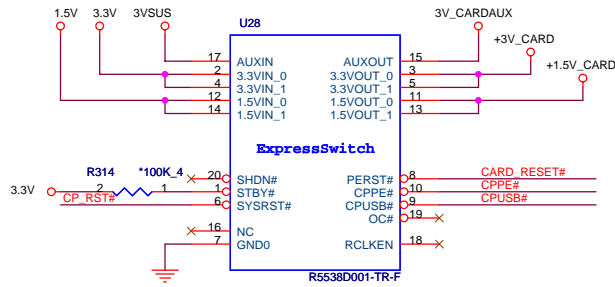 U28
1.5V 3.3V 3VSUS 3V_CARDAUX
+3V_CARD
+1.5V_CARD
17 AUXIN AUXOUT 15
2 3.3VIN_0 3.3VOUT_0 3
4 3.3VIN_1 3.3VOUT_1 5
12 1.5VIN_0 1.5VOUT_0 11
14 1.5VIN_1 1.5VOUT_1 13
ExpressSwitch
R314 *100K_4
20 SHDN# PERST# 8 CARD_RESET#
3.3V 2 1 1 STBY# CPPE# 10 CPPE#
CP_RST# 6 SYSRST# CPUSB# 9 CPUSB#
OC# 19
16 NC
7 GND0 RCLKEN 18
R5538D001-TR-F